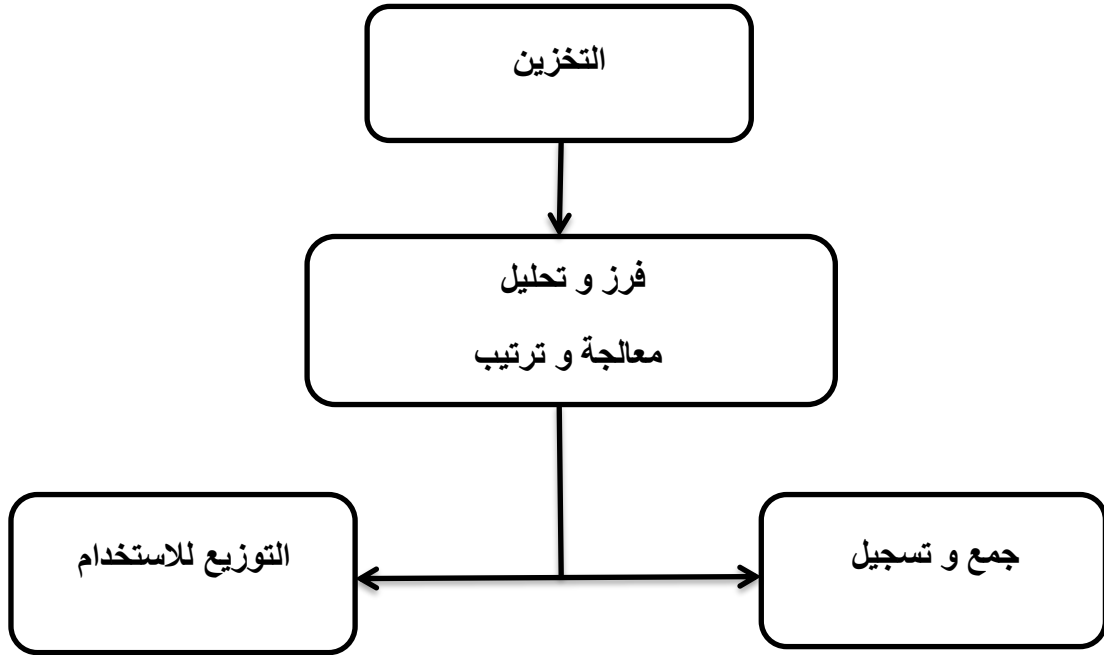 التخزين
فرز و تحليل
معالجة و ترتيب
جمع و تسجيل
التوزيع للاستخدام